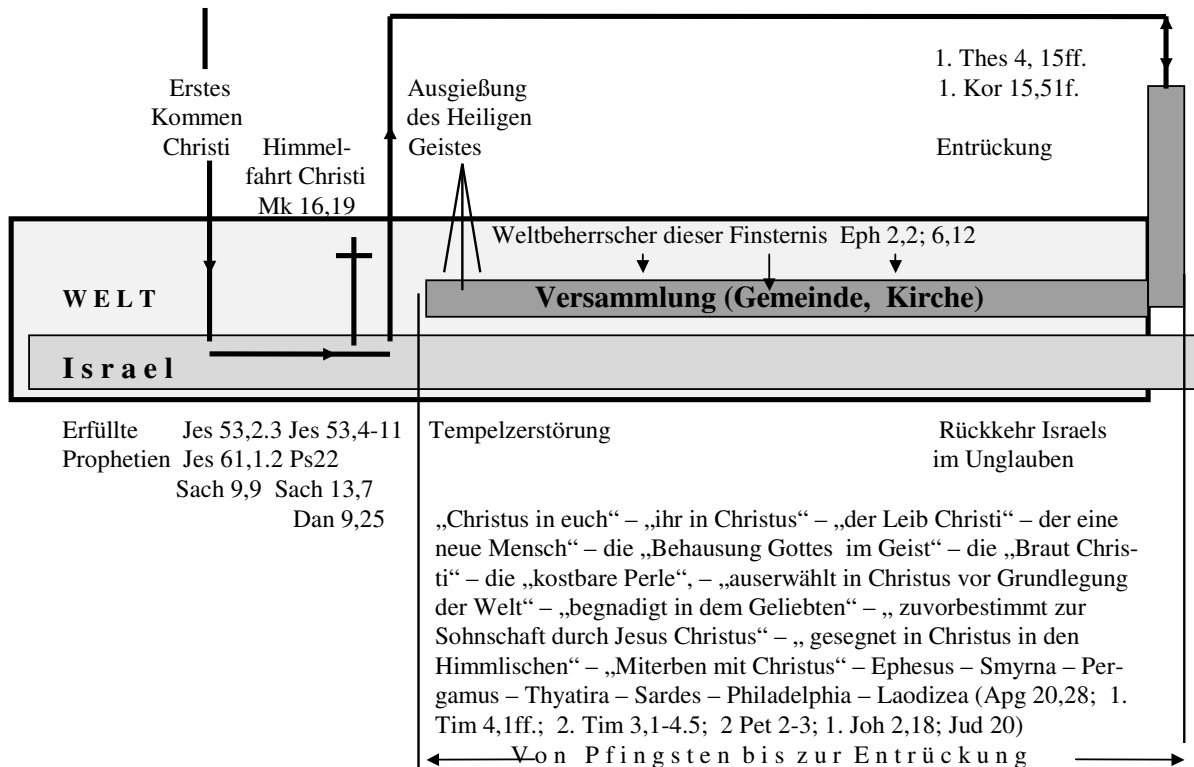 1. Thes 4, 15ff.
1. Kor 15,51f.
Erstes
Kommen
Christi
Himmel-
fahrt Christi
Mk 16,19
Ausgießung
des Heiligen
Geistes
Entrückung
Weltbeherrscher dieser Finsternis Eph 2,2; 6,12
W E L T
Versammlung (Gemeinde, Kirche)
I s r a e l
Erfüllte Jes 53,2.3 Jes 53,4-11
Prophetien Jes 61,1.2 Ps22
Sach 9,9 Sach 13,7
Dan 9,25
Tempelzerstörung
Rückkehr Israels
im Unglauben
„Christus in euch“ – „ihr in Christus“ – „der Leib Christi“ – der eine
neue Mensch“ – die „Behausung Gottes im Geist“ – die „Braut Chris-
ti“ – die „kostbare Perle“, – „auserwählt in Christus vor Grundlegung
der Welt“ – „begnadigt in dem Geliebten“ – „ zuvorbestimmt zur
Sohnschaft durch Jesus Christus“ – „ gesegnet in Christus in den
Himmlischen“ – „Miterben mit Christus“ – Ephesus – Smyrna – Per-
gamus – Thyatira – Sardes – Philadelphia – Laodizea (Apg 20,28; 1.
Tim 4,1ff.; 2. Tim 3,1-4.5; 2 Pet 2-3; 1. Joh 2,18; Jud 20)
V o n P f i n g s t e n b i s z u r E n t r ü c k u n g